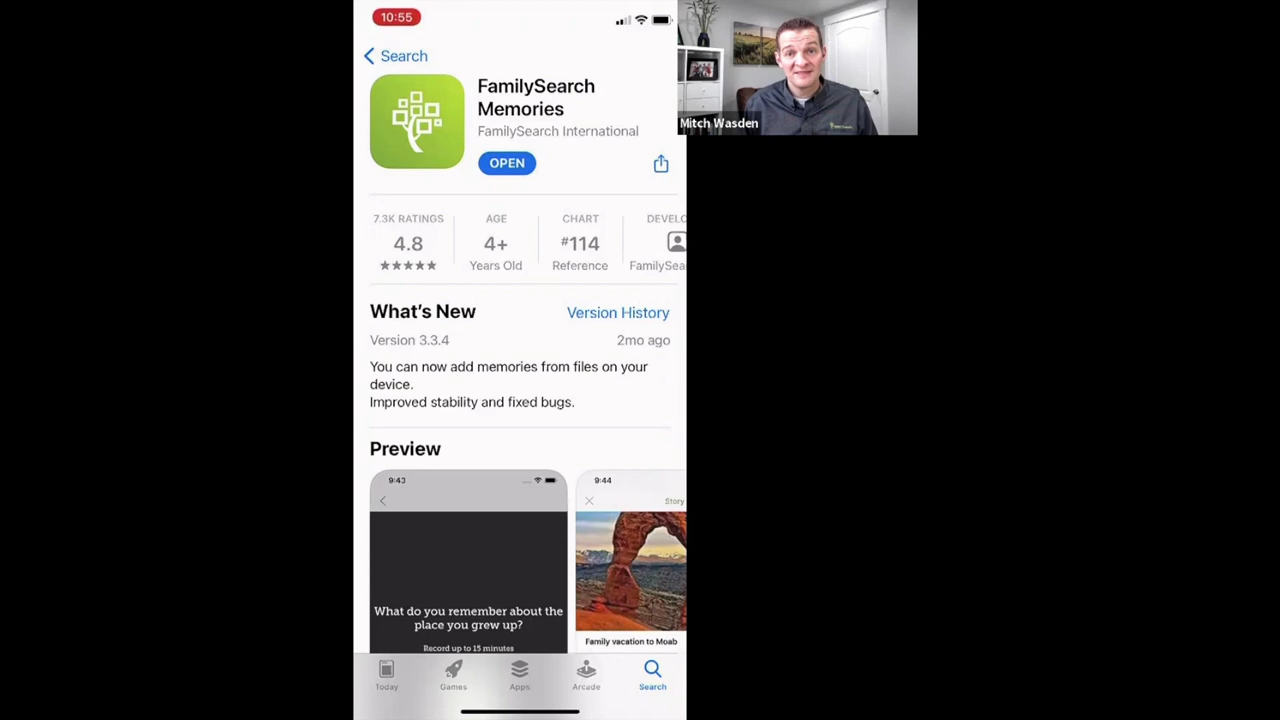 10:55
Search
FamilySearch
Memories
FamilySearch International
OPEN
7.3K RATINGS
4.8
AGE
4+
Years Old
CHART
#114
Reference
DEVELO
FamilySea
What's New
Version History
Version 3.3.4
2mo ago
You can now add memories from files on your
device.
Improved stability and fixed bugs.
Preview
9:43
What do you remember about the
place you grew up?
Record up to 15 minutes
9:44
Story
Family vacation to Moab
Today
Games
Apps
Arcade
Search
Mitch Wasden